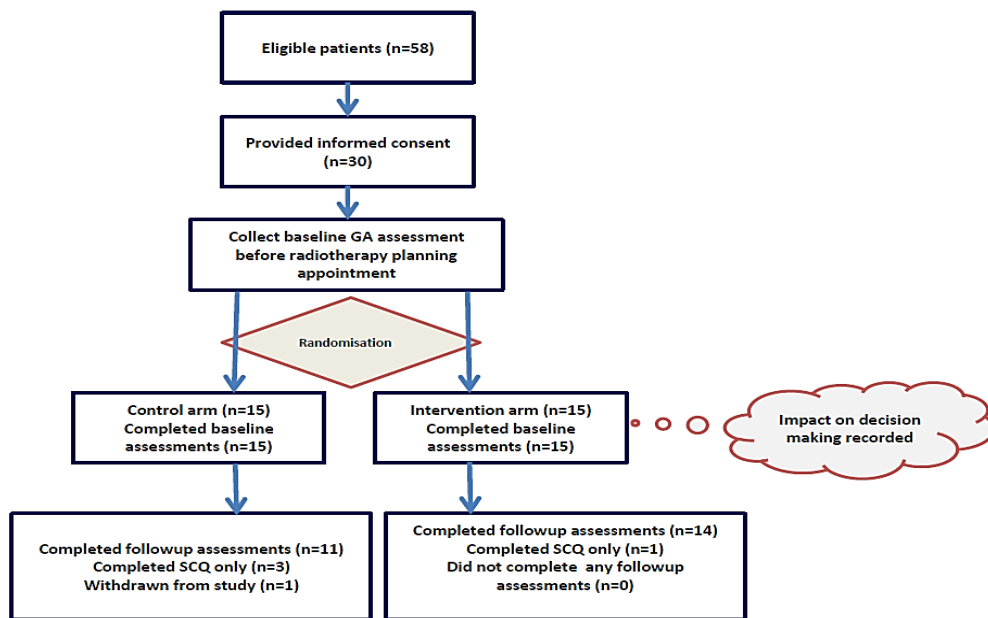 Eligible patients (n=58)
Provided informed consent
(n=30)
Collect baseline GA assessment
before radiotherapy planning
appointment
Randomisation
Control arm (n=15)
Completed baseline
assessments (n=15)
Intervention arm (n=15)
Completed baseline
assessments (n=15)
Impact on decision
making recorded
Completed followup assessments (n=11)
Completed SCQ only (n=3)
Withdrawn from study (n=1)
Completed followup assessments (n=14)
Completed SCQ only (n=1)
Did not complete any followup
assessments (n=0)